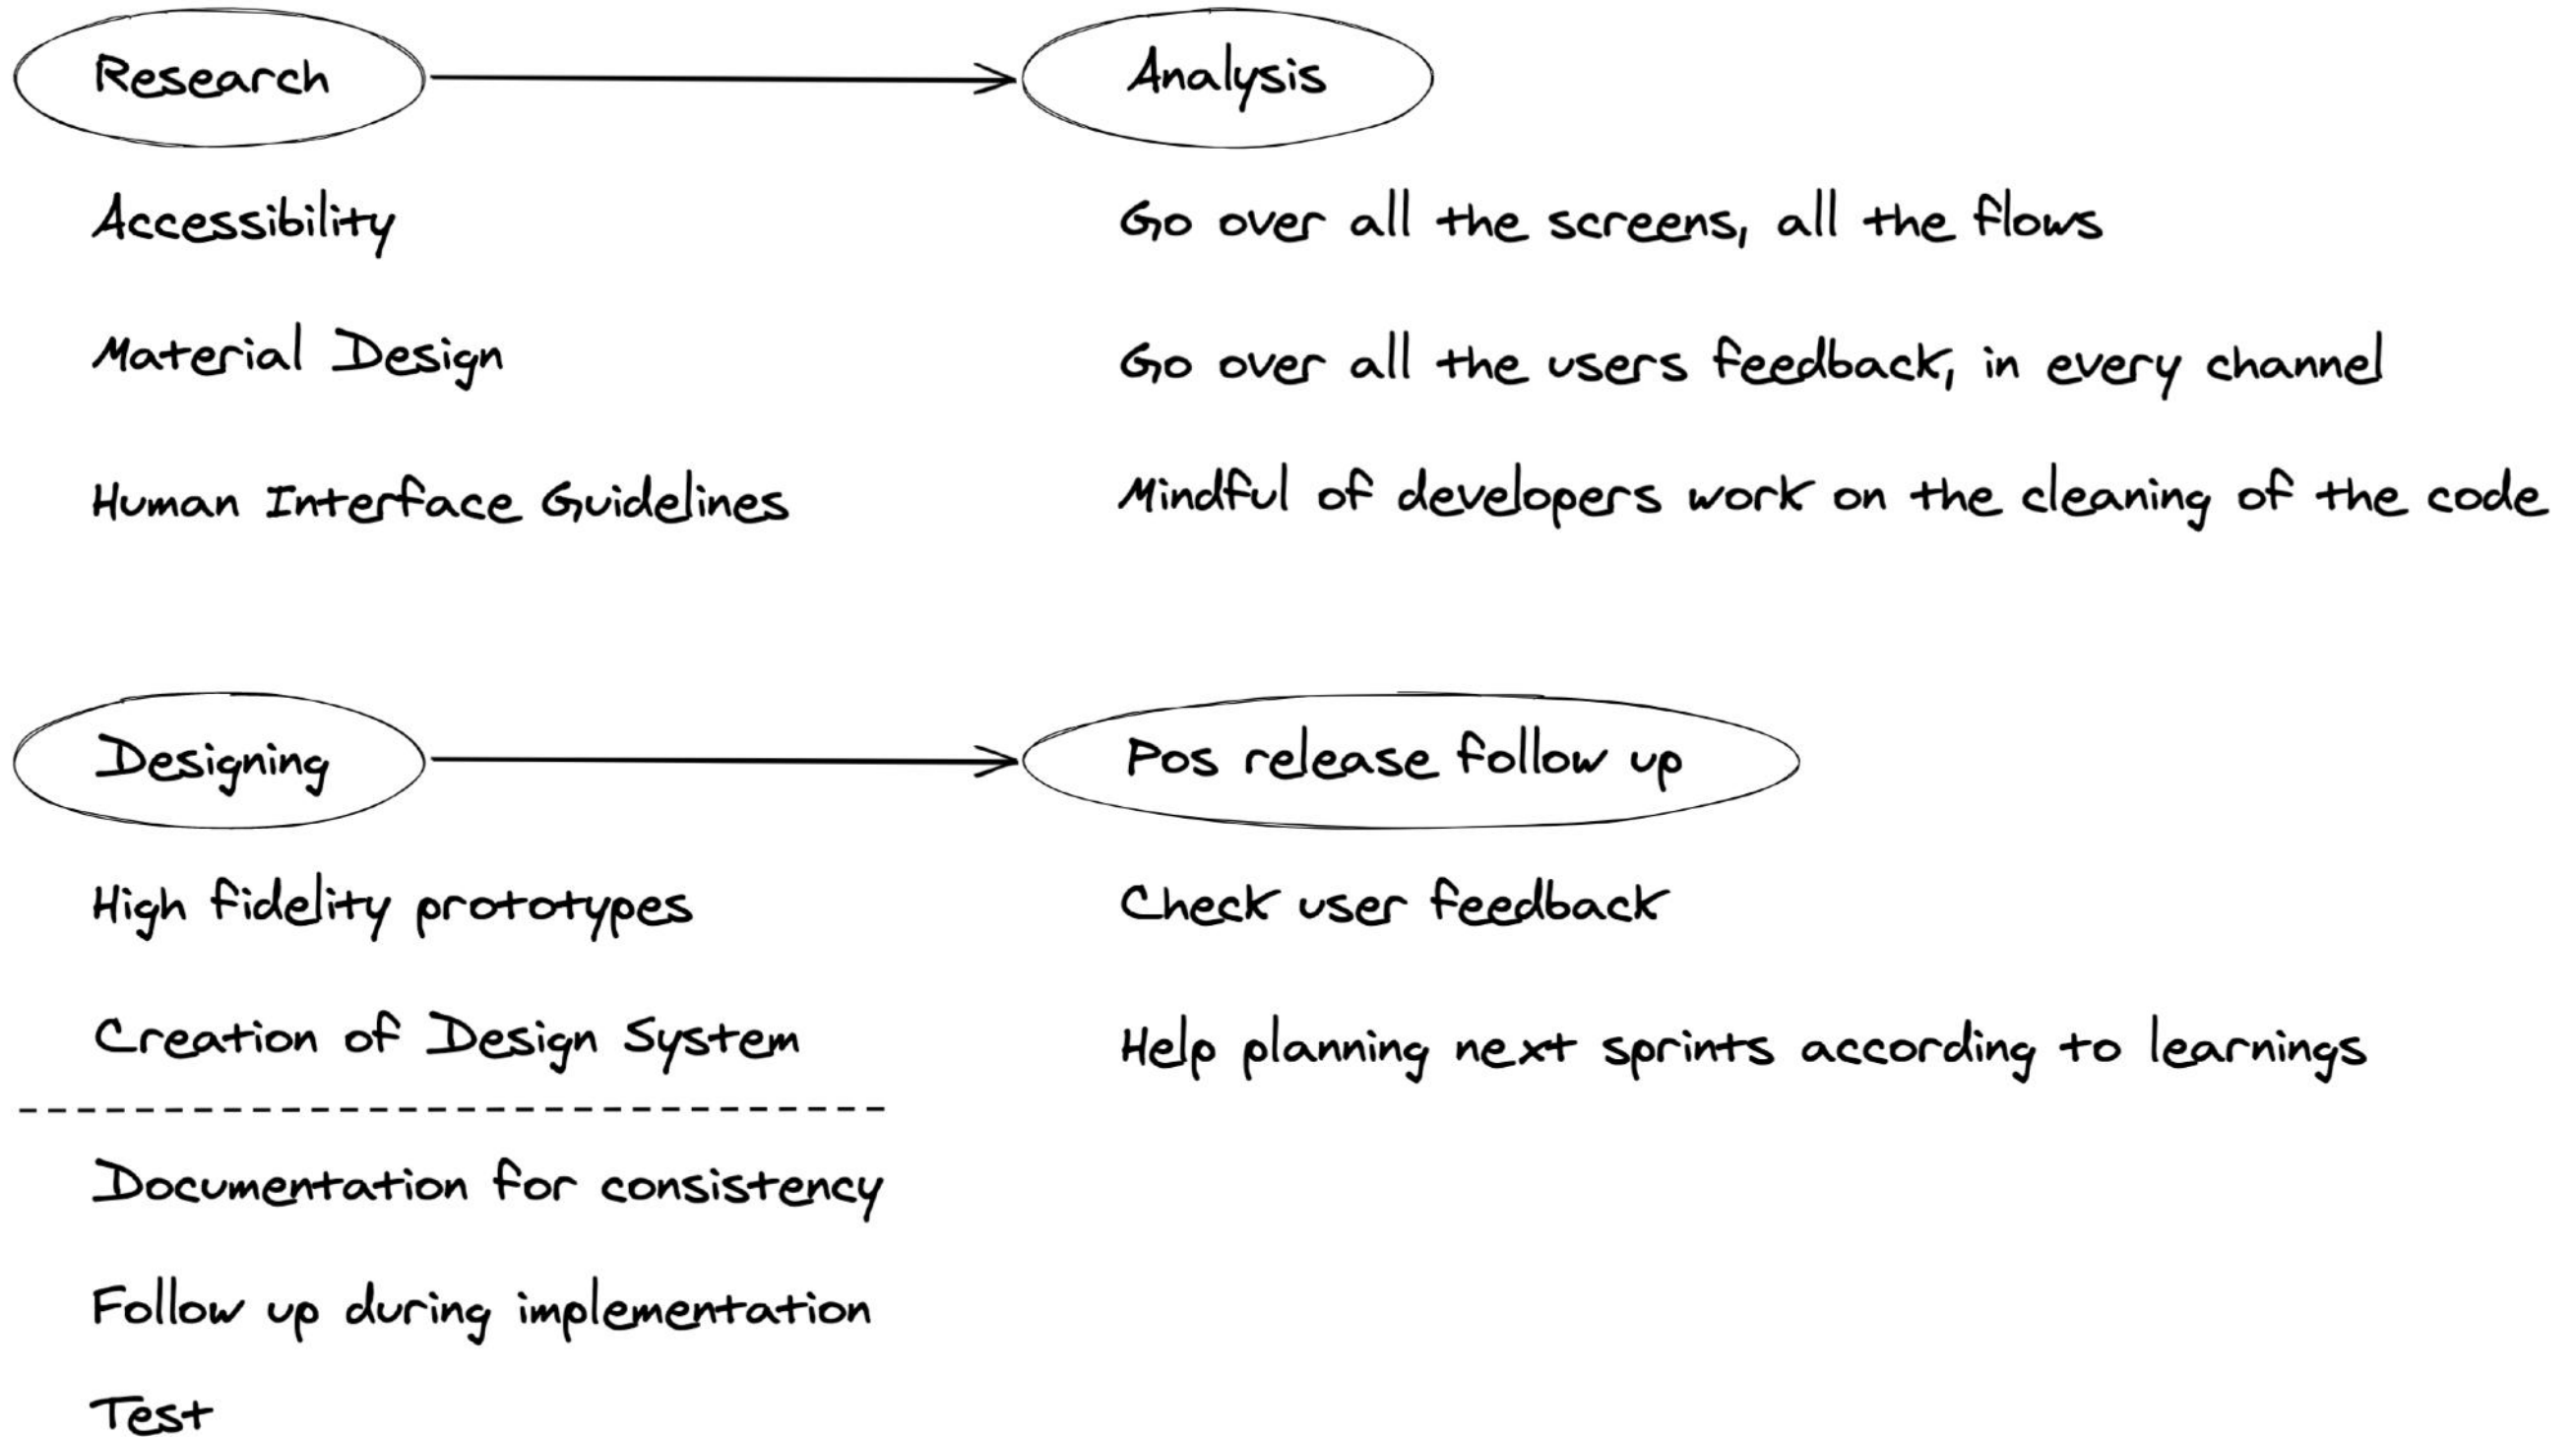 Research
Analysis
Accessibility
Material Design
Human Interface Guidelines
Go over all the screens, all the flows
Go over all the users feedback, in every channel
Mindful of developers work on the cleaning of the code
Designing
Pos release follow up
High fidelity prototypes
Creation of Design System
Documentation for consistency
Follow up during implementation
Test
Check user feedback
Help planning next sprints according to learnings